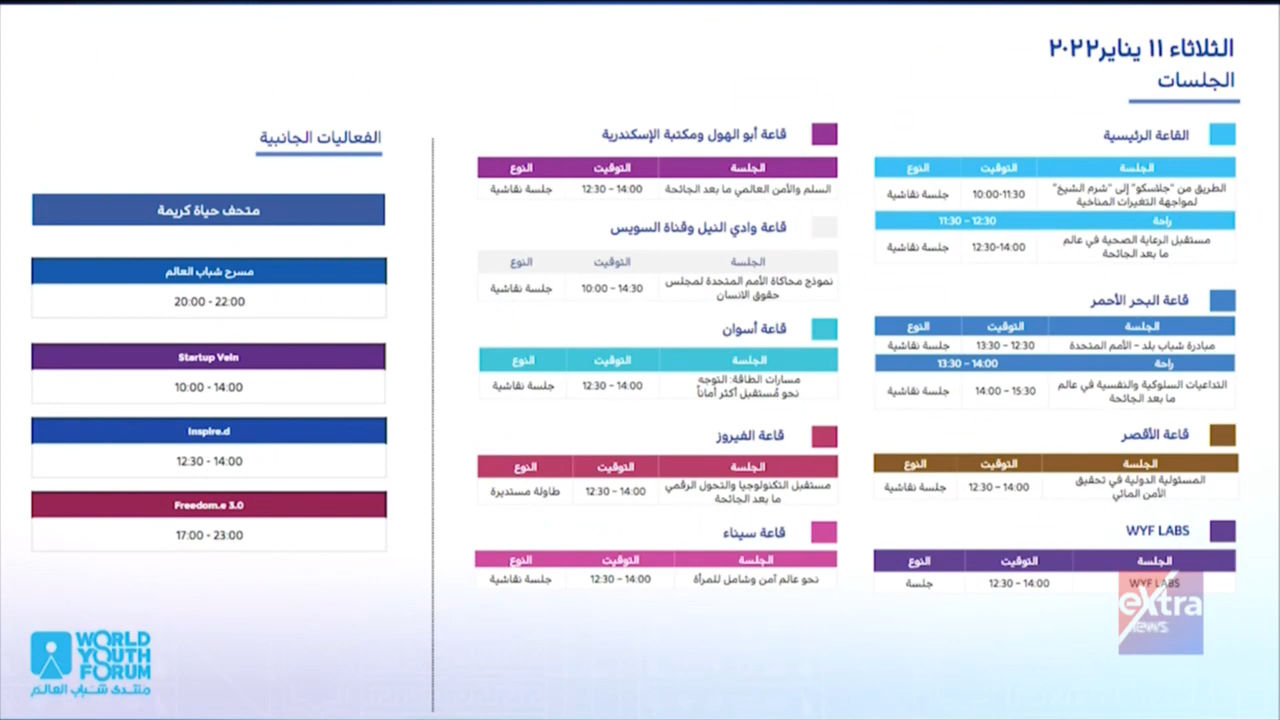 الثلاثاء ١١ يناير٢٠٢٢
الجلسات
القاعة الرئيسية
الجلسة التوقيت النوع
الطريق من "جلاسكو" إلى "شرم الشيخ" 10:00-11:30 جلسة نقاشية
لمواجهة التغيرات المناخية
راحة 11:30 – 12:30
مستقبل الرعاية الصحية في عالم 12:30-14:00 جلسة نقاشية
ما بعد الجائحة
قاعة البحر الأحمر
الجلسة التوقيت النوع
مبادرة شباب بلد - الأمم المتحدة 13:30 – 12:30 جلسة نقاشية
راحة 13:30 – 14:00
التداعيات السلوكية والنفسية في عالم 14:00 – 15:30 جلسة نقاشية
ما بعد الجائحة
قاعة الأقصر
الجلسة التوقيت النوع
المسئولية الدولية في تحقيق 12:30 – 14:00 جلسة نقاشية
الأمن المائي
WYF LABS
الجلسة التوقيت النوع
WYF LABS 12:30 – 14:00 جلسة
قاعة أبو الهول ومكتبة الإسكندرية
الجلسة التوقيت النوع
السلم والأمن العالمي ما بعد الجائحة 12:30 – 14:00 جلسة نقاشية
قاعة وادي النيل وقناة السويس
الجلسة التوقيت النوع
نموذج محاكاة الأمم المتحدة لمجلس 10:00 – 14:30 جلسة نقاشية
حقوق الانسان
قاعة أسوان
الجلسة التوقيت النوع
مسارات الطاقة: التوجه 12:30 – 14:00 جلسة نقاشية
نحو مُستقبل أكثر أماناً
قاعة الفيروز
الجلسة التوقيت النوع
مستقبل التكنولوجيا والتحول الرقمي 12:30 – 14:00 طاولة مستديرة
ما بعد الجائحة
قاعة سيناء
الجلسة التوقيت النوع
نحو عالم آمن وشامل للمرأة 12:30 – 14:00 جلسة نقاشية
الفعاليات الجانبية
متحف حياة كريمة
مسرح شباب العالم
20:00 - 22:00
Startup Vein
10:00 - 14:00
Inspire.d
12:30 - 14:00
Freedom.e 3.0
17:00 - 23:00
WORLD
YOUTH
FORUM
منتدى شباب العالم
eXtra
news